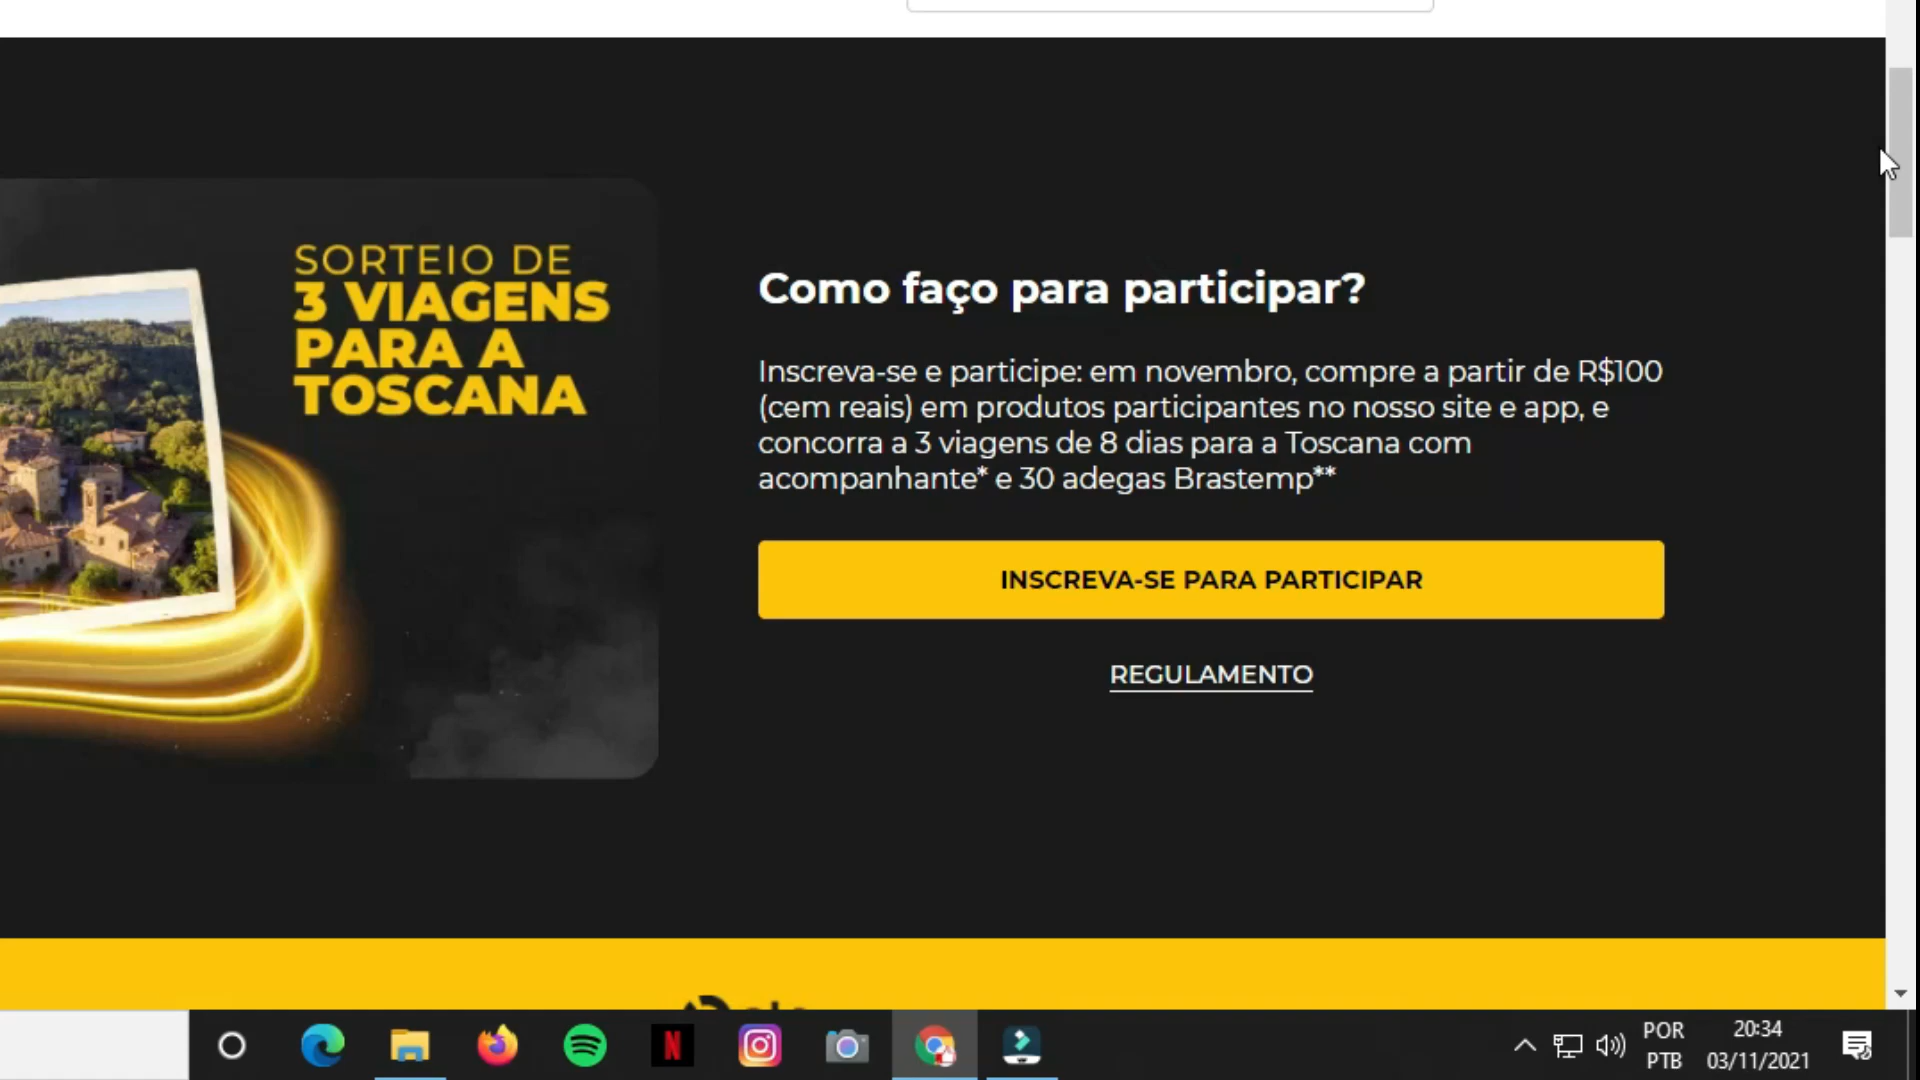 SORTEIO DE
3 VIAGENS
PARA A
TOSCANA
Como faço para participar?
Inscreva-se e participe: em novembro, compre a partir de R$100
(cem reais) em produtos participantes no nosso site e app, e
concorra a 3 viagens de 8 dias para a Toscana com
acompanhante* e 30 adegas Brastemp**
INSCREVA-SE PARA PARTICIPAR
REGULAMENTO
POR
PTB
20:34
03/11/2021